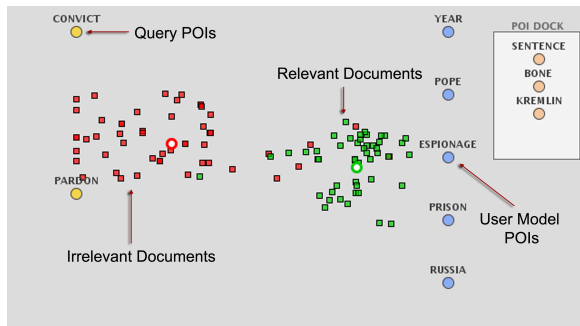 CONVICT
Query POIs
YEAR
POI DOCK
SENTENCE
BONE
KREMLIN
Relevant Documents
POPE
ESPIONAGE
PARDON
PRISON
User Model
POIs
Irrelevant Documents
RUSSIA